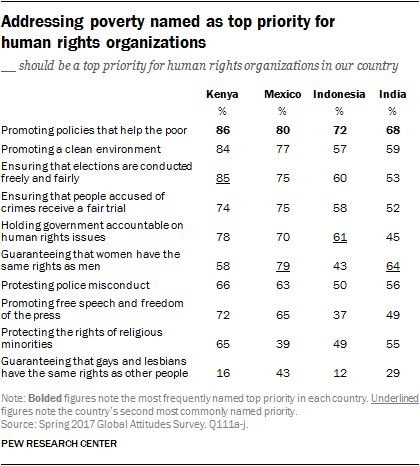 Addressing poverty named as top priority for
human rights organizations
__ should be a top priority for human rights organizations in our country
Kenya Mexico Indonesia India
% % % %
Promoting policies that help the poor 86 80 72 68
Promoting a clean environment 84 77 57 59
Ensuring that elections are conducted
freely and fairly 85 75 60 53
Ensuring that people accused of
crimes receive a fair trial 74 75 58 52
Holding government accountable on
human rights issues 78 70 61 45
Guaranteeing that women have the
same rights as men 58 79 43 64
Protesting police misconduct 66 63 50 56
Promoting free speech and freedom
of the press 72 65 37 49
Protecting the rights of religious
minorities 65 39 49 55
Guaranteeing that gays and lesbians
have the same rights as other people 16 43 12 29
Note: Bolded figures note the most frequently named top priority in each country. Underlined
figures note the country's second most commonly named priority.
Source: Spring 2017 Global Attitudes Survey. Q111a-j.
PEW RESEARCH CENTER